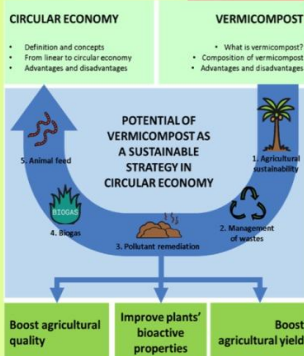 CIRCULAR ECONOMY
• Definition and concepts
• From linear to circular economy
• Advantages and disadvantages
VERMICOMPOST
• What is vermicompost?
• Composition of vermicompost
• Advantages and disadvantages
POTENTIAL OF
VERMICOMPOST AS
A SUSTAINABLE
STRATEGY IN
CIRCULAR ECONOMY
1. Agricultural
sustainability
2. Management
of wastes
3. Pollutant remediation
4. Biogas
BIOGAS
5. Animal feed
Boost agricultural
quality
Improve plants'
bioactive
properties
Boost
agricultural yield